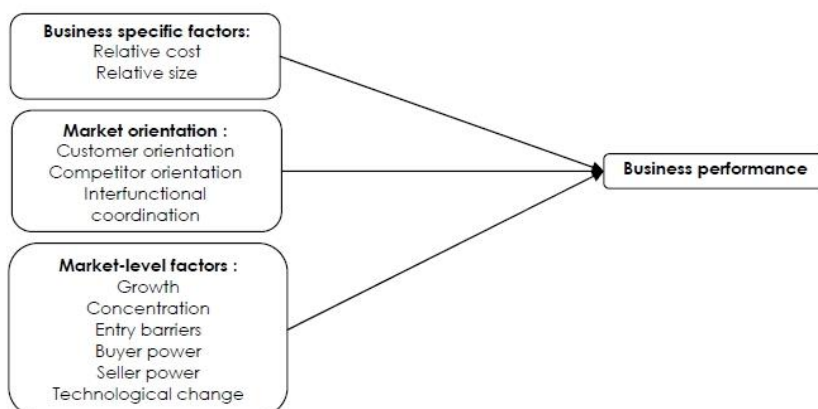 Business specific factors:
Relative cost
Relative size
Market orientation :
Customer orientation
Competitor orientation
Interfunctional
coordination
Business performance
Market-level factors :
Growth
Concentration
Entry barriers
Buyer power
Seller power
Technological change